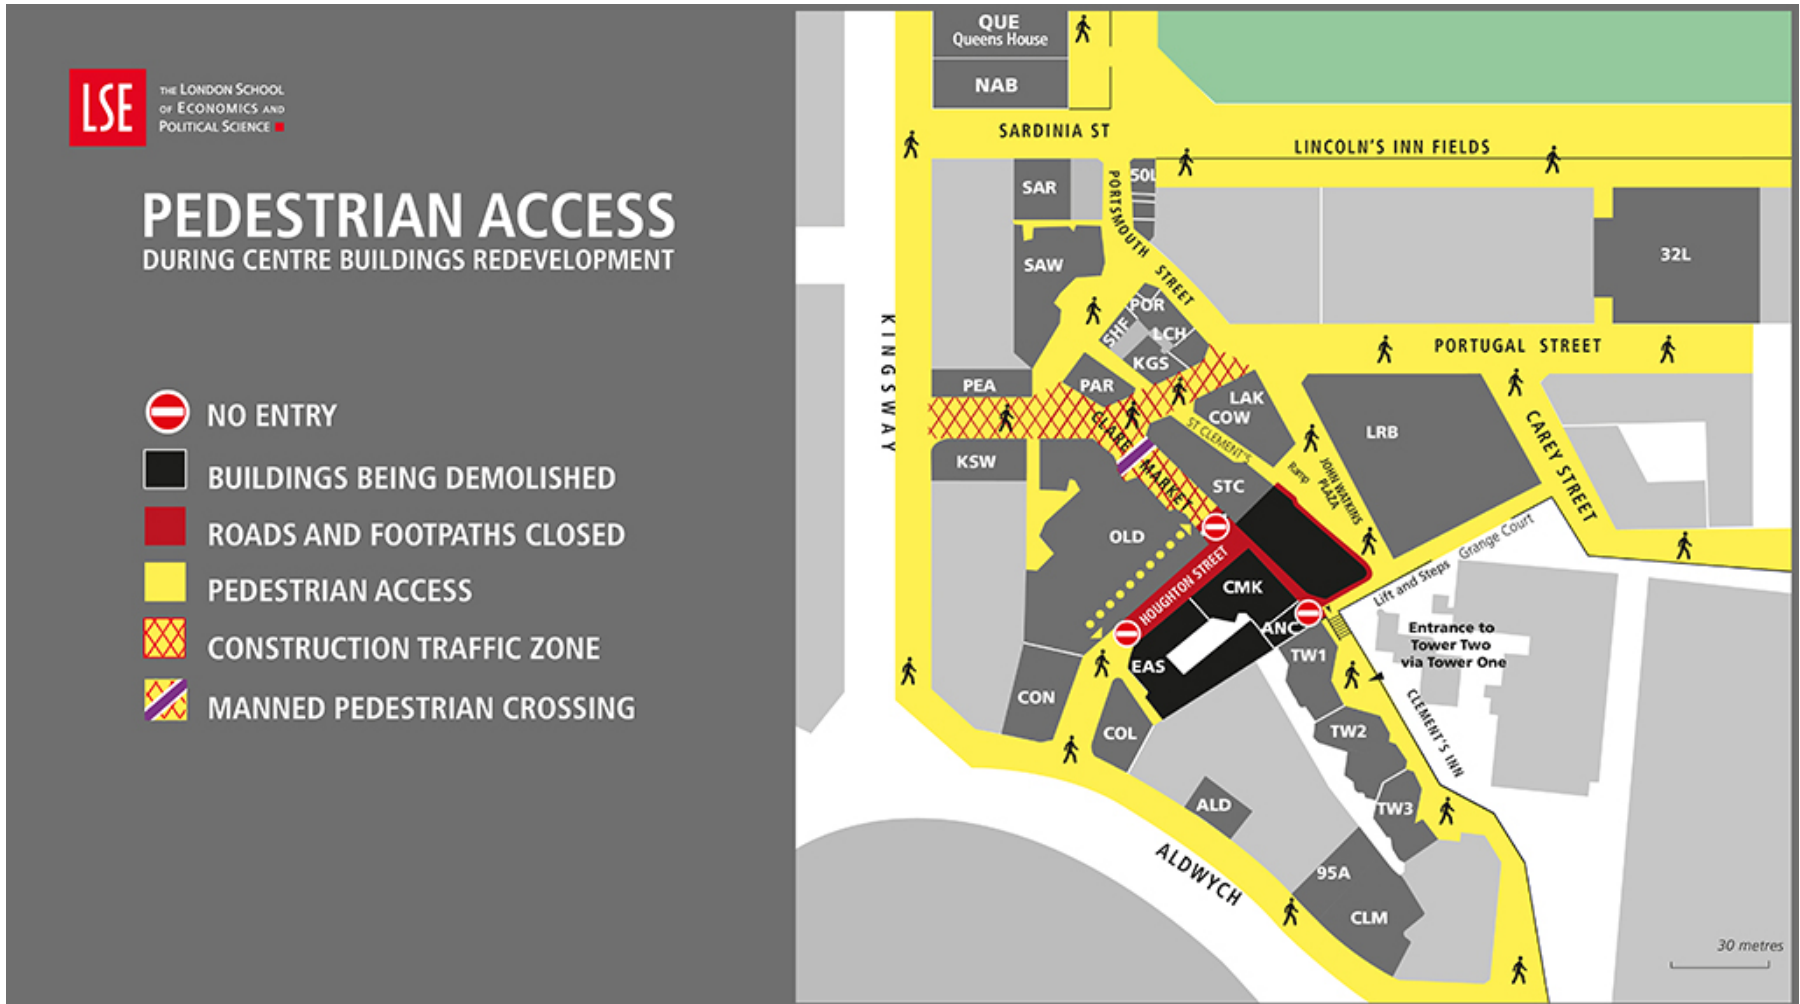 LSE
THE LONDON SCHOOL
OF ECONOMICS AND
POLITICAL SCIENCE
PEDESTRIAN ACCESS
DURING CENTRE BUILDINGS REDEVELOPMENT
NO ENTRY
BUILDINGS BEING DEMOLISHED
ROADS AND FOOTPATHS CLOSED
PEDESTRIAN ACCESS
CONSTRUCTION TRAFFIC ZONE
MANNED PEDESTRIAN CROSSING
QUE
Queens House
NAB
SARDINIA ST
LINCOLN'S INN FIELDS
SAR
50L
PORTSMOUTH STREET
32L
SAW
POR
SHF
LCH
KGS
KINGSWAY
PORTUGAL STREET
PEA
PAR
LAK
COW
CLARE MARKET
ST CLEMENT'S
LRB
CAREY STREET
KSW
Ramp
JOHN WATKINS
PLAZA
STC
OLD
Grange Court
HOUGHTON STREET
CMK
Lift and Steps
ANC
Entrance to
Tower Two
via Tower One
EAS
TW1
CON
COL
TW2
CLEMENT'S INN
ALD
TW3
ALDWYCH
95A
CLM
30 metres